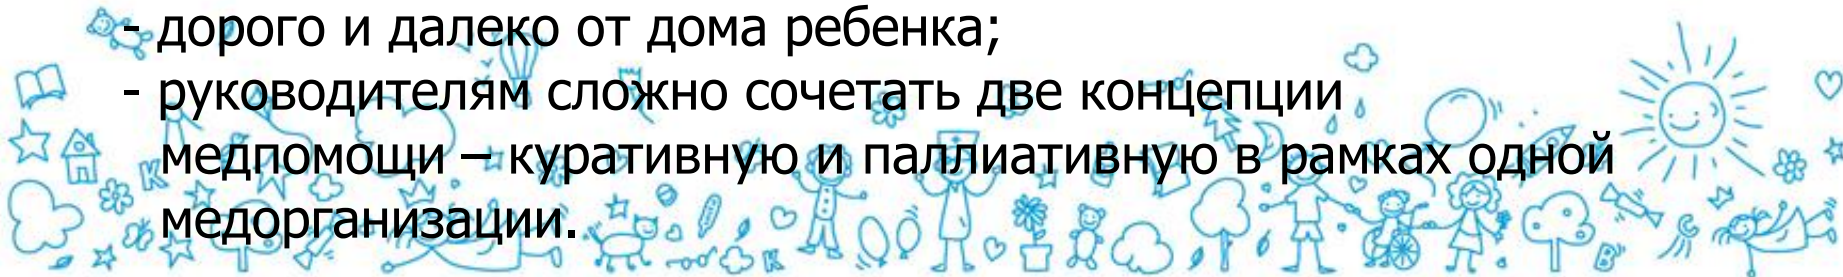 - дорого и далеко от дома ребенка;
- руководителям сложно сочетать две концепции
медпомощи – куративную и паллиативную в рамках одной
медорганизации.